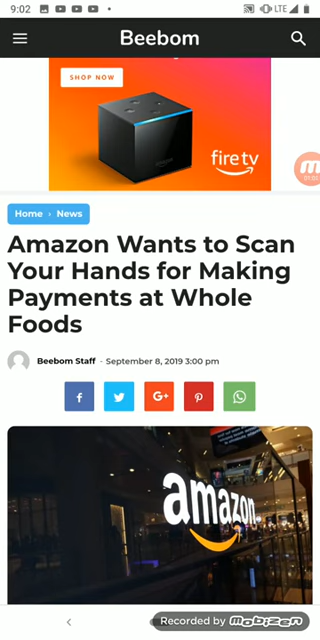 9:02 LTE
Beebom
SHOP NOW
amazon
fire tv
Home › News
Amazon Wants to Scan
Your Hands for Making
Payments at Whole
Foods
Beebom Staff - September 8, 2019 3:00 pm
f G+
amazon
Recorded by mobizen